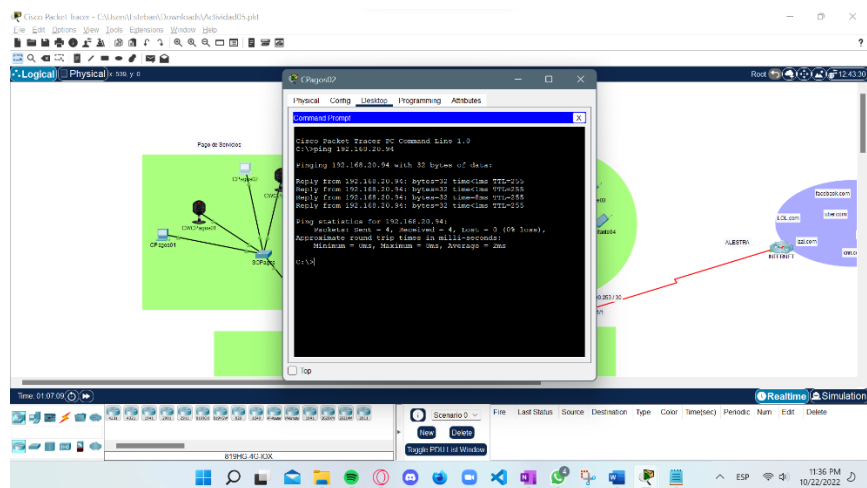 Cisco Packet Tracer - C:\Users\Esteban\Downloads\Actividad05.pkt
File Edit Options View Tools Extensions Window Help
Logical Physical x: 539, y: 0
Root 12:43:30
CPagos02
Physical Config Desktop Programming Attributes
Command Prompt X
Cisco Packet Tracer PC Command Line 1.0
C:\>ping 192.168.20.94
Pinging 192.168.20.94 with 32 bytes of data:
Reply from 192.168.20.94: bytes=32 time<1ms TTL=255
Reply from 192.168.20.94: bytes=32 time<1ms TTL=255
Reply from 192.168.20.94: bytes=32 time=8ms TTL=255
Reply from 192.168.20.94: bytes=32 time<1ms TTL=255
Ping statistics for 192.168.20.94:
Packets: Sent = 4, Received = 4, Lost = 0 (0% loss),
Approximate round trip times in milli-seconds:
Minimum = 0ms, Maximum = 8ms, Average = 2ms
C:\>
Top
Pago de Servicios
CPagos02
CWCPagos01
CPagos01
SCPagos
facebook.com
LOL.com
uber.com
ALESTRA
INTERNET
Time: 01:07:09
Realtime Simulation
Scenario 0
New Delete
Toggle PDU List Window
Fire Last Status Source Destination Type Color Time(sec) Periodic Num Edit Delete
819HG-4G-IOX
ESP
11:36 PM
10/22/2022